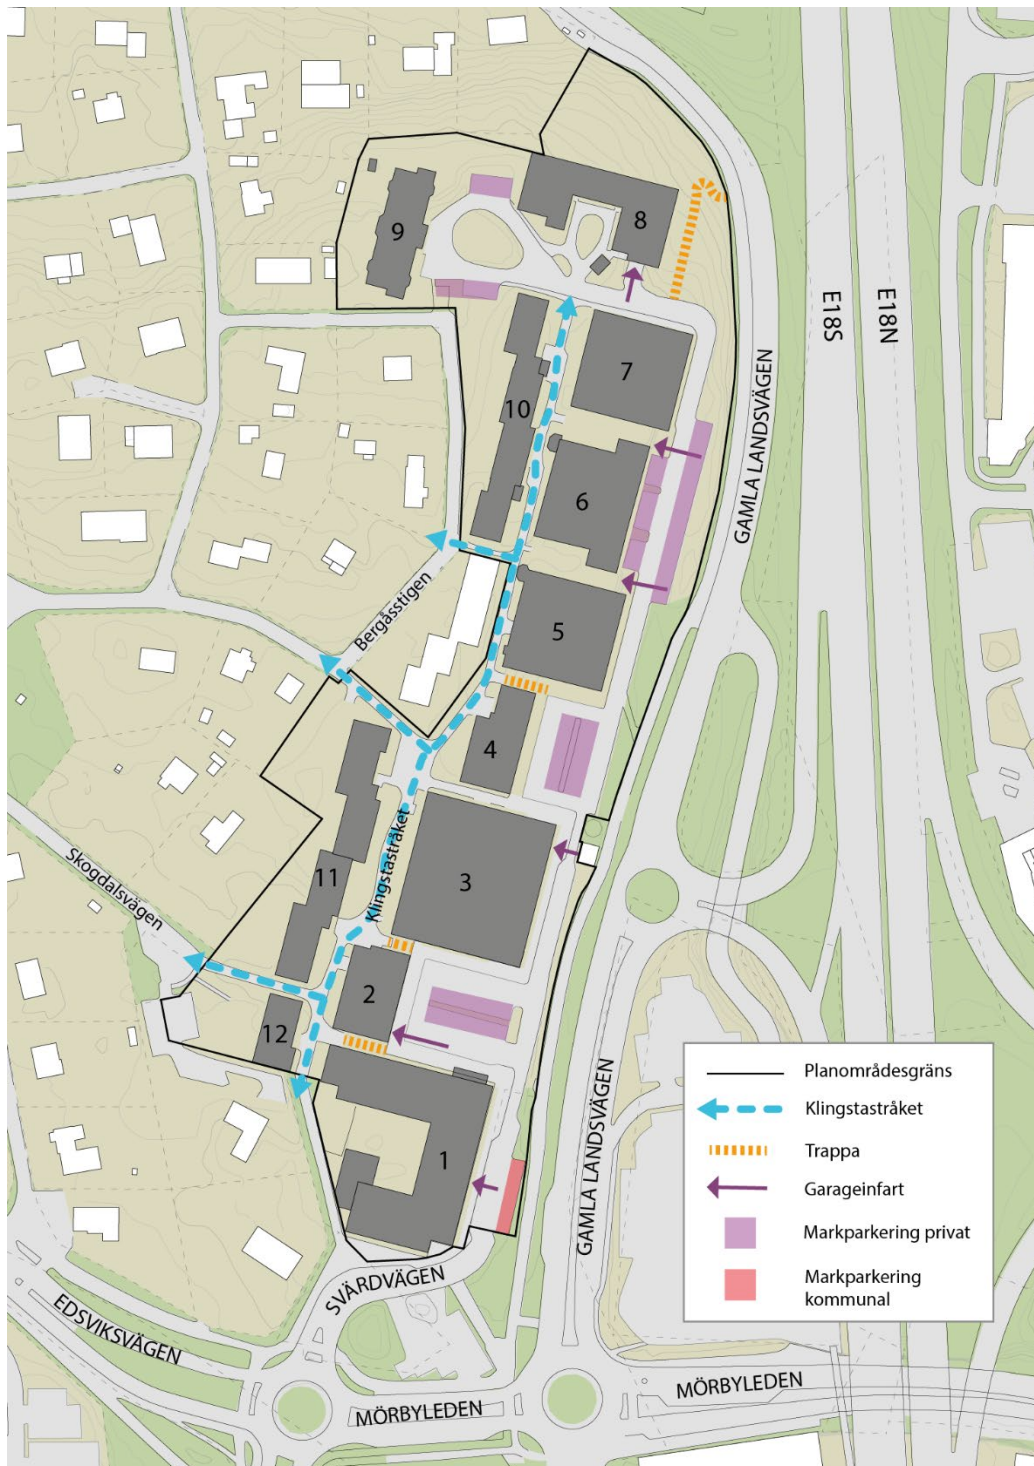 8
9
E18S
E18N
7
10
GAMLA LANDSVÄGEN
6
Bergåsstigen
5
4
Klingstastråket
3
Skogdalsvägen
11
2
12
1
GAMLA LANDSVÄGEN
SVÄRDVÄGEN
EDSVIKSVÄGEN
MÖRBYLEDEN
MÖRBYLEDEN
Planområdesgräns
Klingstastråket
Trappa
Garageinfart
Markparkering privat
Markparkering
kommunal